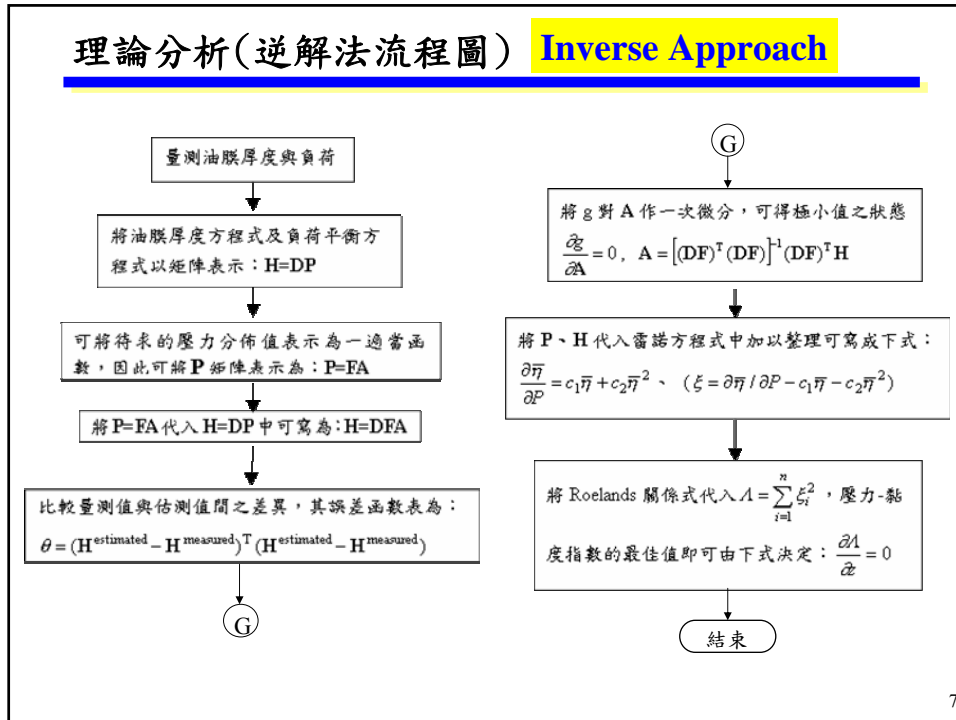 理論分析(逆解法流程圖) Inverse Approach
量測油膜厚度與負荷
將油膜厚度方程式及負荷平衡方
程式以矩陣表示：H=DP
可將待求的壓力分佈值表示為一適當函
數，因此可將 P 矩陣表示為：P=FA
將 P=FA代入 H=DP 中可寫為:H=DFA
比較量測值與估測值間之差異，其誤差函數表為：
θ = (H^estimated − H^measured)^T (H^estimated − H^measured)
G
G
將 g 對 A 作一次微分，可得極小值之狀態
∂g/∂A = 0, A = [(DF)^T (DF)]^-1 (DF)^T H
將 P、H 代入雷諾方程式中加以整理可寫成下式：
∂η̄/∂P = c₁η̄ + c₂η̄² 、 (ξ = ∂η̄ / ∂P − c₁η̄ − c₂η̄²)
將 Roelands 關係式代入 Λ = Σ_{i=1}^{n} ξ_i²，壓力-黏
度指數的最佳值即可由下式決定：∂Λ/∂z = 0
結束
7